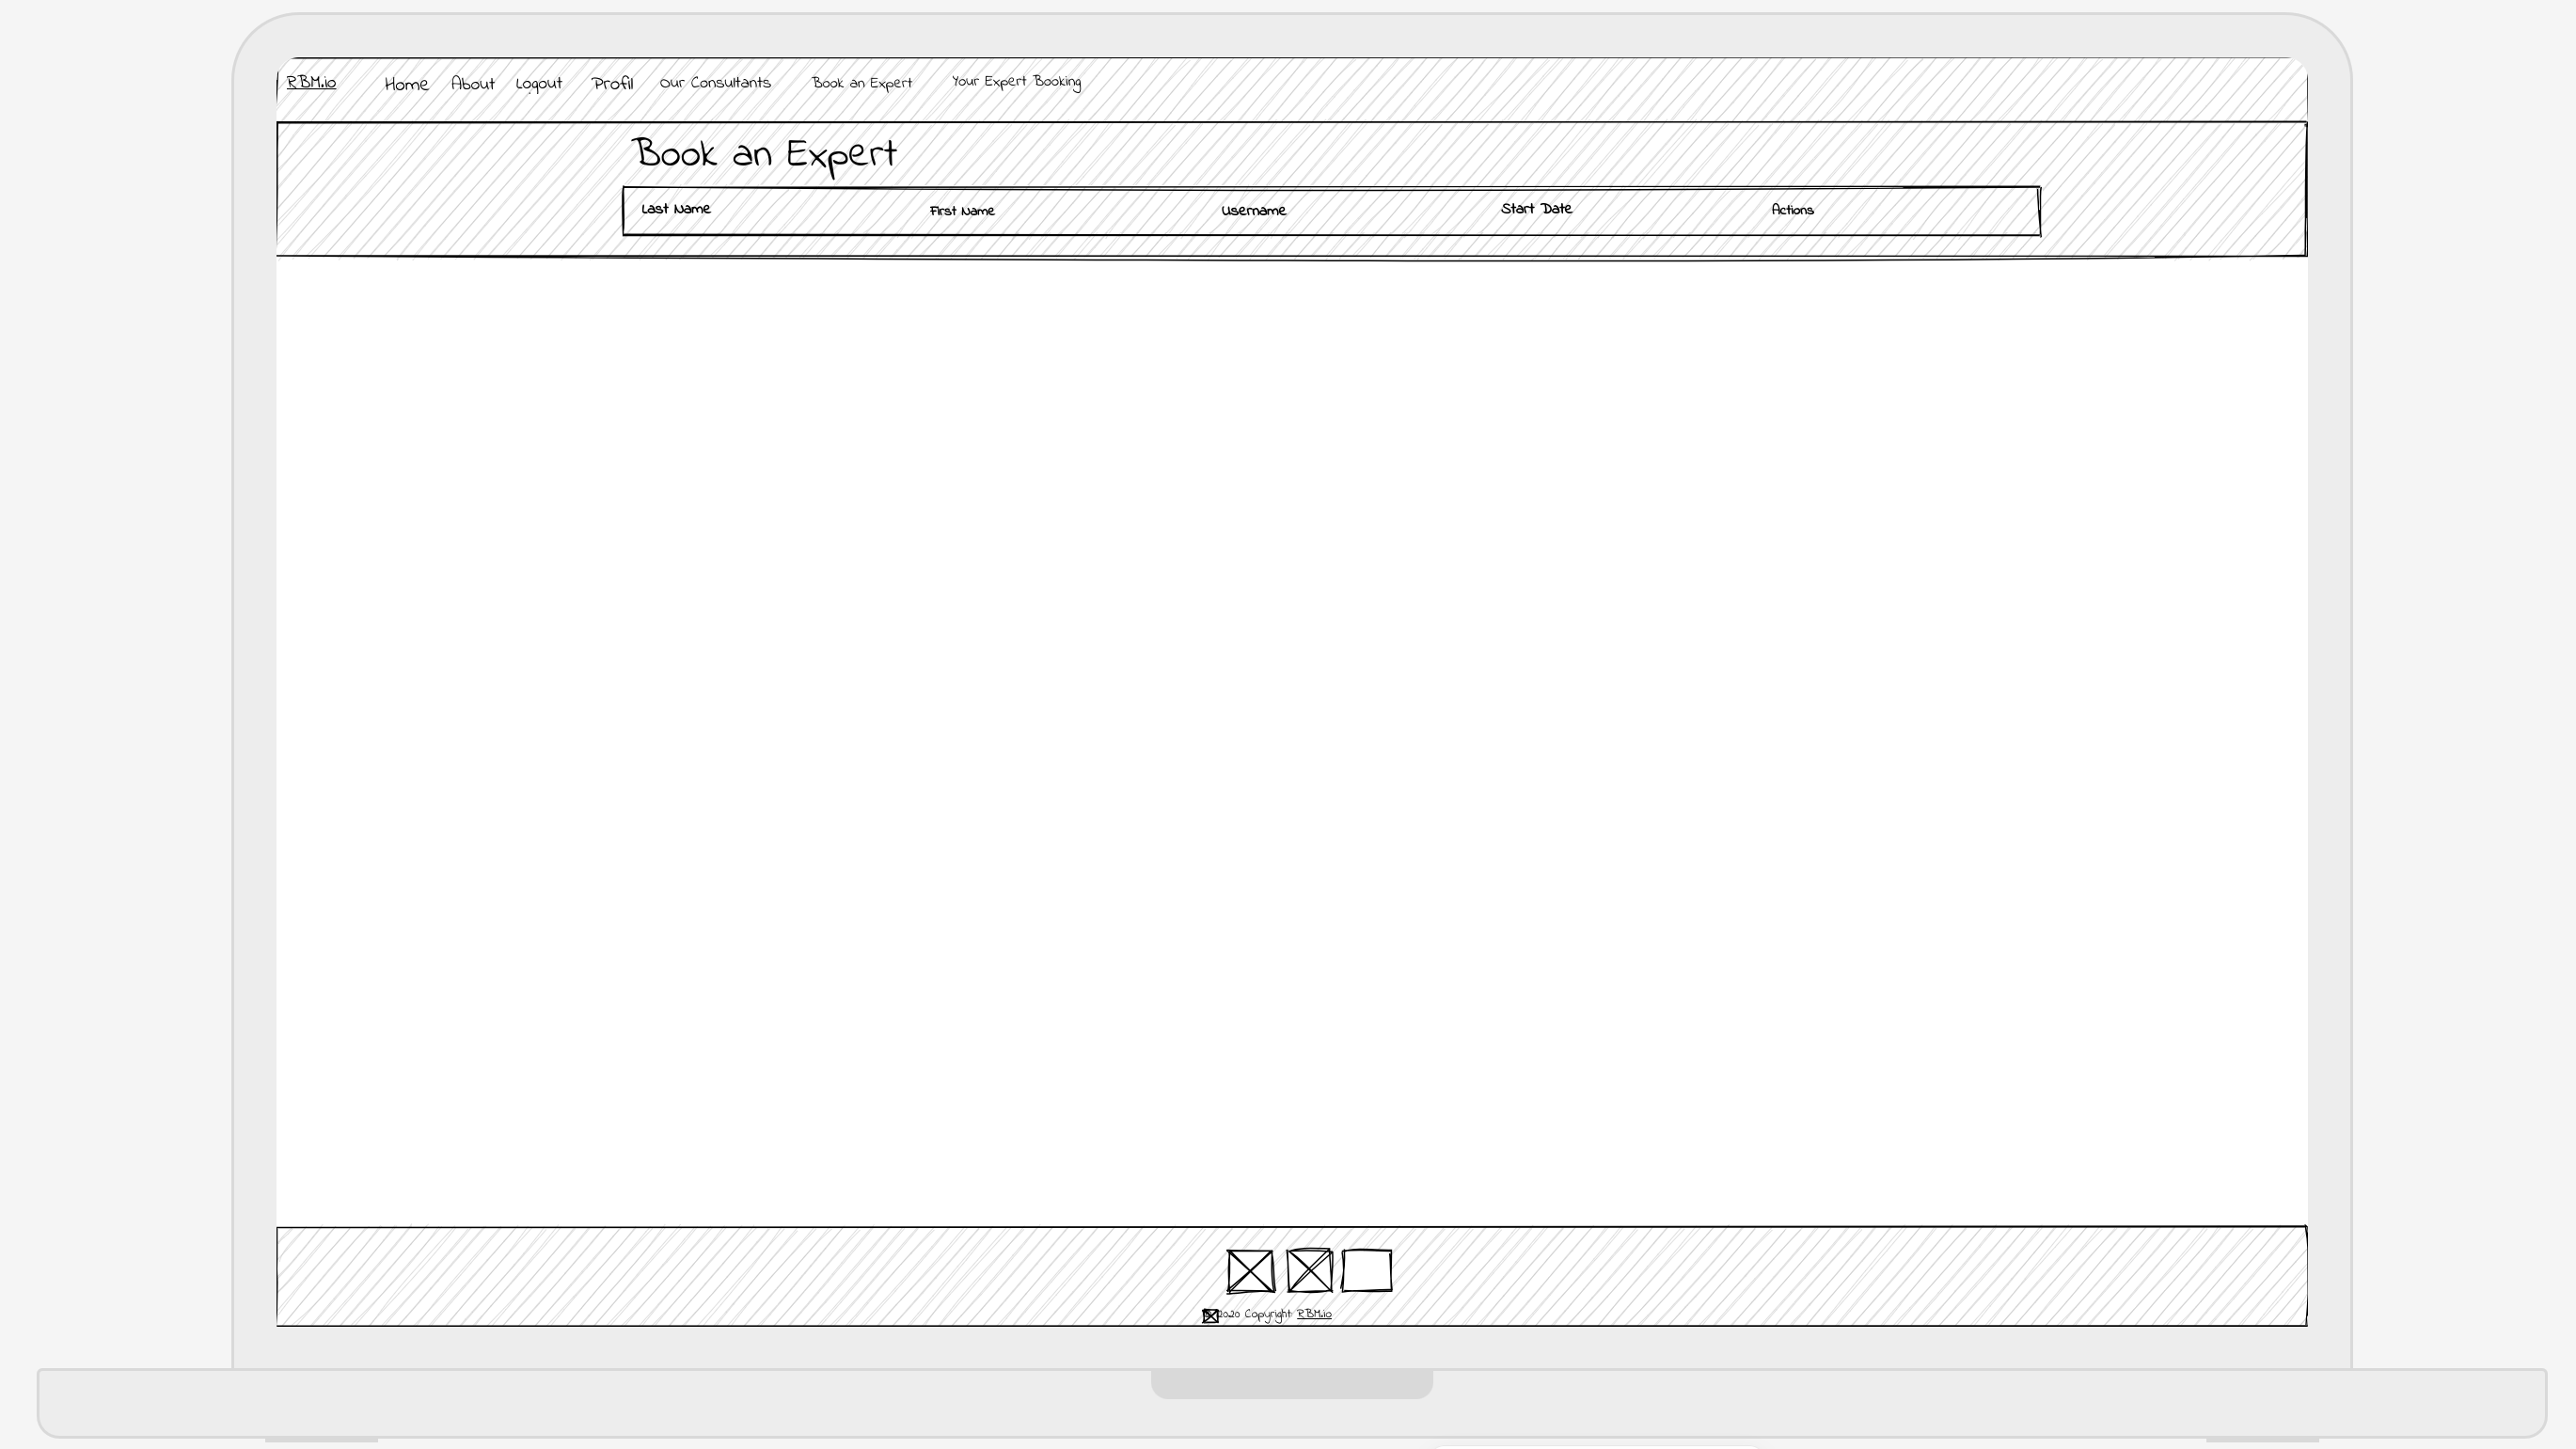 RBM.io Home About Logout Profil Our Consultants Book an Expert Your Expert Booking
Book an Expert
Last Name First Name Username Start Date Actions
2020 Copyright RBM.io